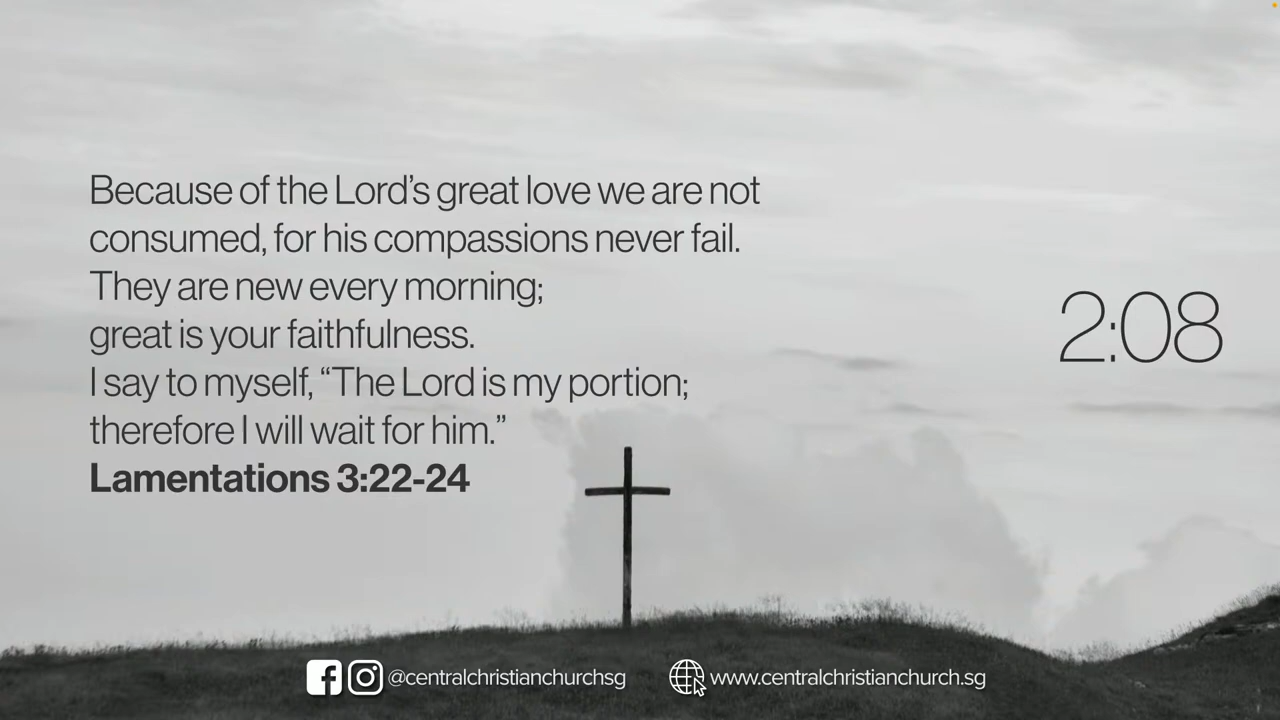 Because of the Lord’s great love we are not
consumed, for his compassions never fail.
They are new every morning;
great is your faithfulness.
I say to myself, “The Lord is my portion;
therefore I will wait for him.”
Lamentations 3:22-24
2:08
@centralchristianchurchsg
www.centralchristianchurch.sg